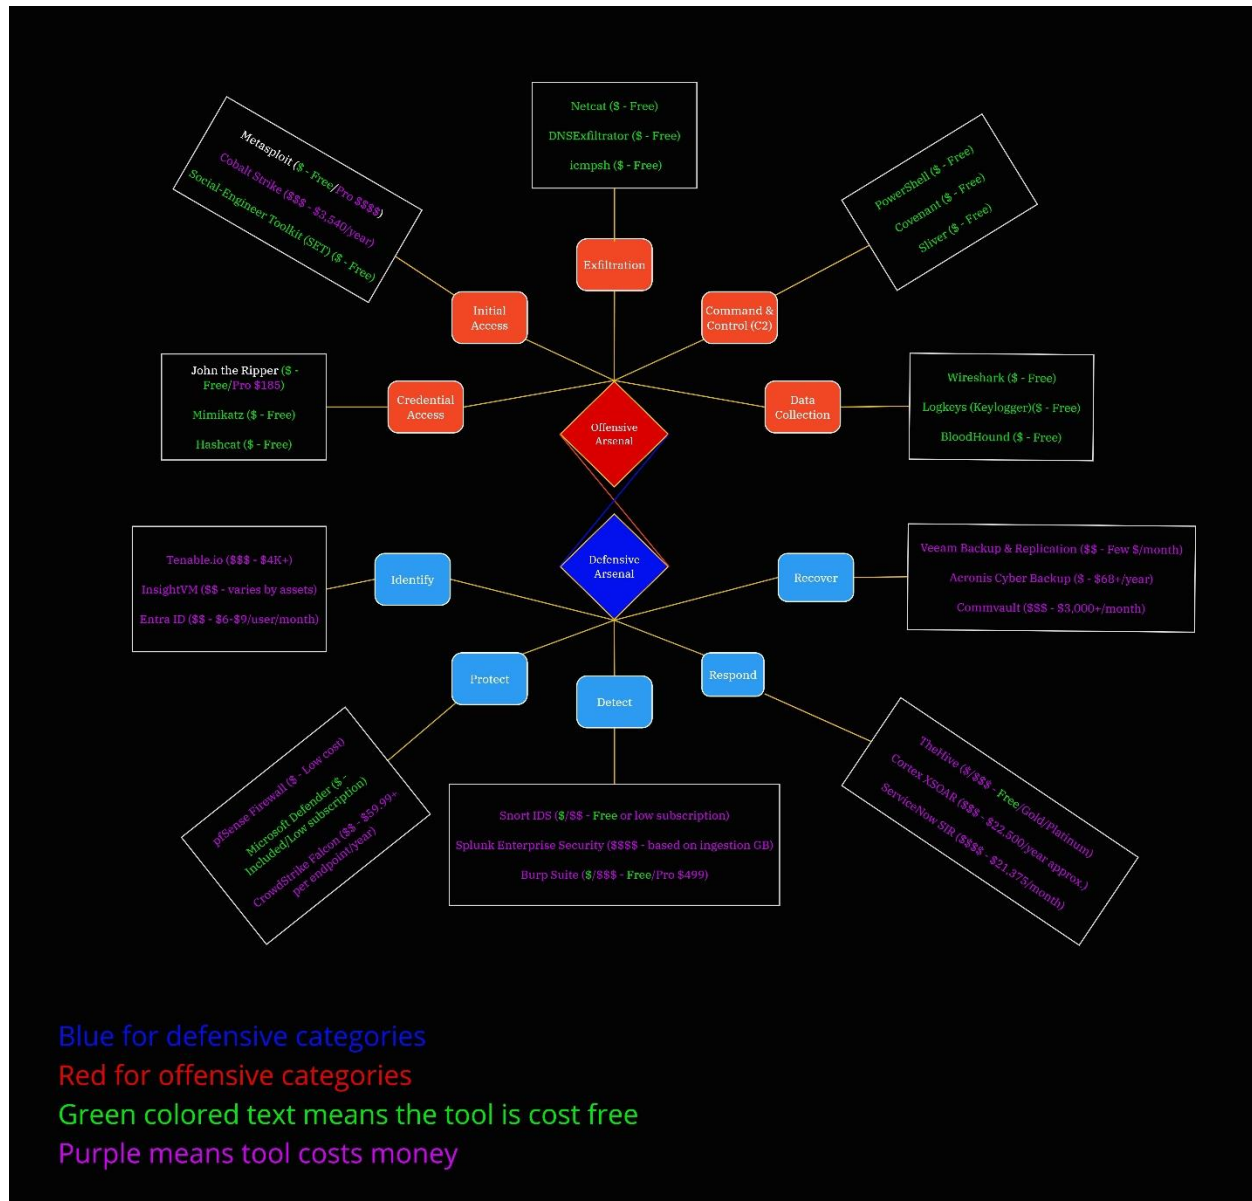 Netcat ($ - Free)
DNSExfiltrator ($ - Free)
icmpsh ($ - Free)
Metasploit ($ - Free/Pro $$$$)
Cobalt Strike ($$$ - $3,540/year)
Social-Engineer Toolkit (SET) ($ - Free)
PowerShell ($ - Free)
Covenant ($ - Free)
Sliver ($ - Free)
Exfiltration
Initial
Access
Command &
Control (C2)
John the Ripper ($ -
Free/Pro $185)
Mimikatz ($ - Free)
Hashcat ($ - Free)
Credential
Access
Data
Collection
Wireshark ($ - Free)
Logkeys (Keylogger)($ - Free)
BloodHound ($ - Free)
Offensive
Arsenal
Defensive
Arsenal
Tenable.io ($$$ - $4K+)
InsightVM ($$ - varies by assets)
Entra ID ($$ - $6-$9/user/month)
Identify
Recover
Veeam Backup & Replication ($$ - Few $/month)
Acronis Cyber Backup ($ - $68+/year)
Commvault ($$$ - $3,000+/month)
Protect
Detect
Respond
pfSense Firewall ($ - Low cost)
Microsoft Defender ($ -
Included/Low subscription)
CrowdStrike Falcon ($$ - $59.99+
per endpoint/year)
Snort IDS ($/$$ - Free or low subscription)
Splunk Enterprise Security ($$$$ - based on ingestion GB)
Burp Suite ($/$$$ - Free/Pro $499)
TheHive ($/$$$ - Free/Gold/Platinum)
Cortex XSOAR ($$$ - $22,500/year approx.)
ServiceNow SIR ($$$$ - $21,375/month)
Blue for defensive categories
Red for offensive categories
Green colored text means the tool is cost free
Purple means tool costs money